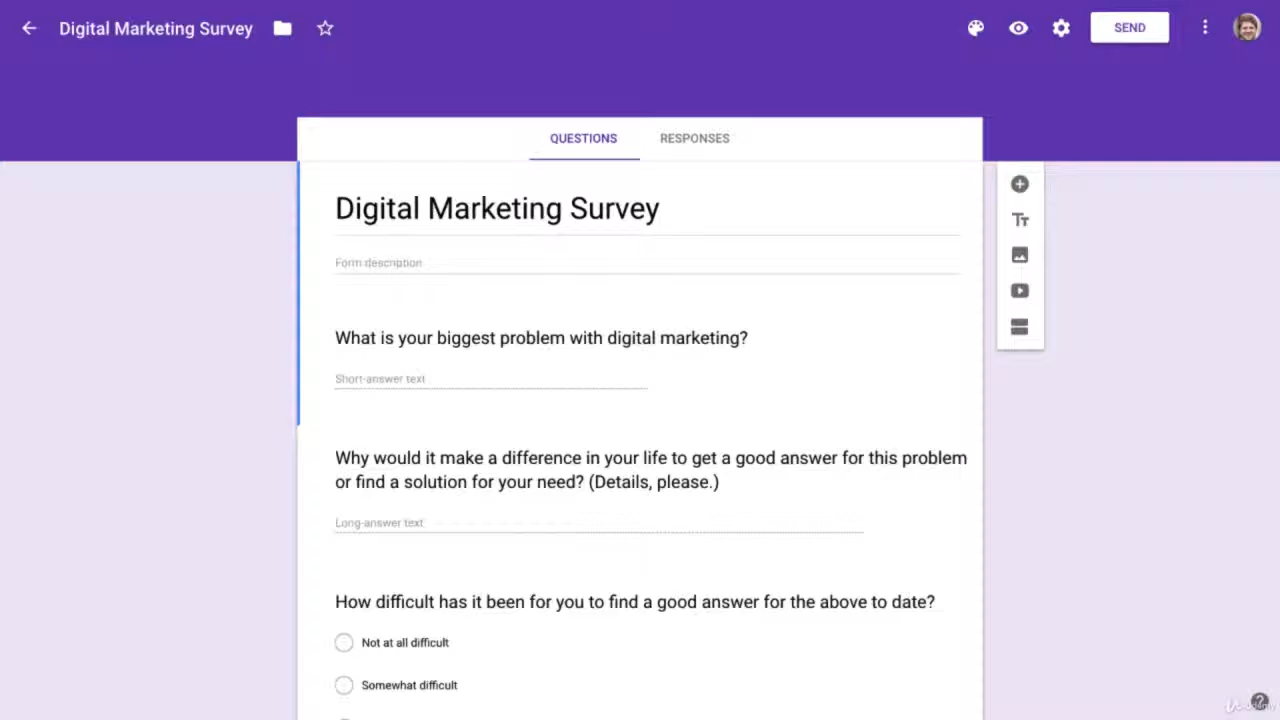 Digital Marketing Survey
SEND
QUESTIONS
RESPONSES
Digital Marketing Survey
Form description
What is your biggest problem with digital marketing?
Short-answer text
Why would it make a difference in your life to get a good answer for this problem
or find a solution for your need? (Details, please.)
Long-answer text
How difficult has it been for you to find a good answer for the above to date?
Not at all difficult
Somewhat difficult